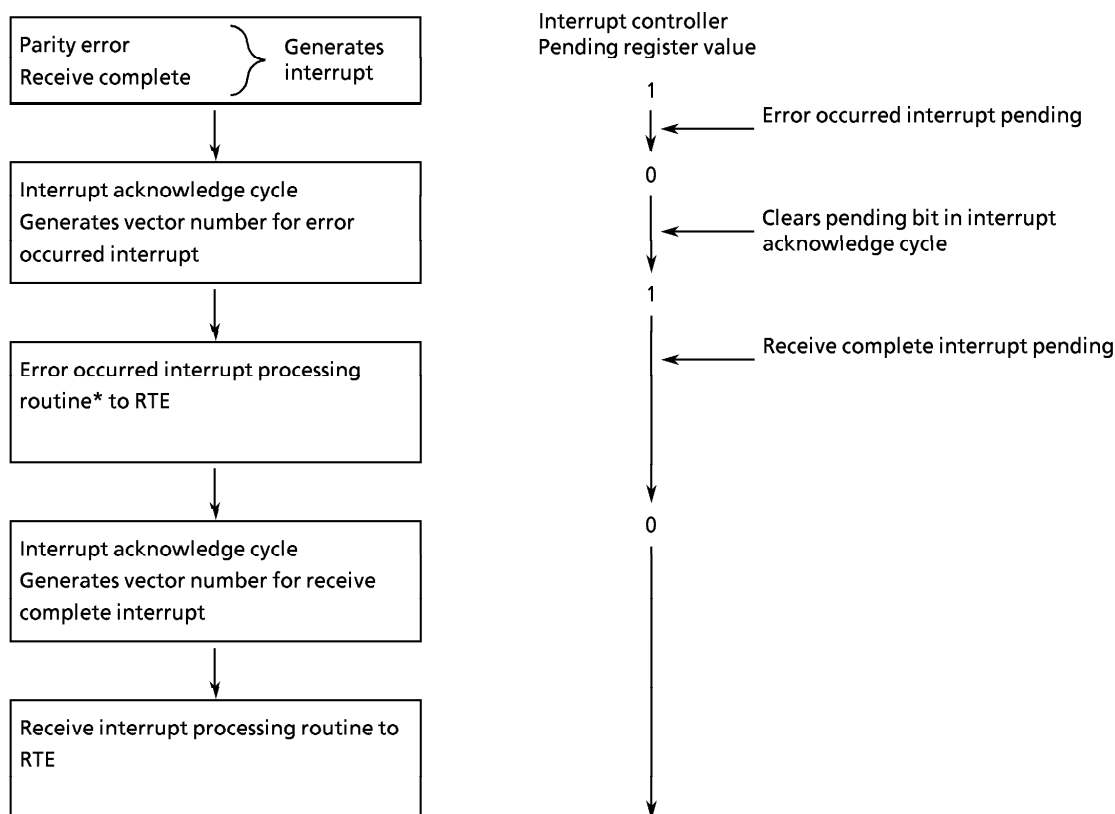 Parity error
Receive complete
Generates
interrupt
Interrupt acknowledge cycle
Generates vector number for error
occurred interrupt
Error occurred interrupt processing
routine* to RTE
Interrupt acknowledge cycle
Generates vector number for receive
complete interrupt
Receive interrupt processing routine to
RTE
Interrupt controller
Pending register value
1
Error occurred interrupt pending
0
Clears pending bit in interrupt
acknowledge cycle
1
Receive complete interrupt pending
0